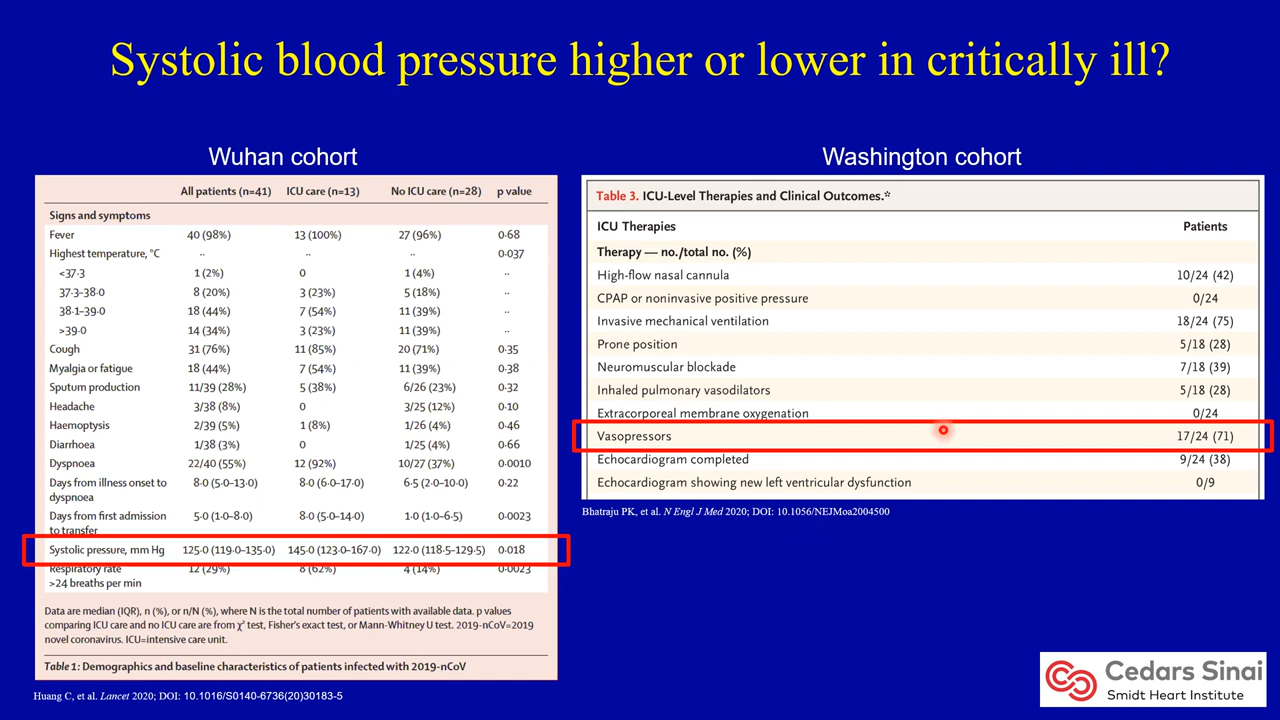 Systolic blood pressure higher or lower in critically ill?
Wuhan cohort
All patients (n=41) ICU care (n=13) No ICU care (n=28) p value
Signs and symptoms
Fever 40 (98%) 13 (100%) 27 (96%) 0·68
Highest temperature, °C ·· ·· ·· 0·037
<37·3 1 (2%) 0 1 (4%) ··
37·3–38·0 8 (20%) 3 (23%) 5 (18%) ··
38·1–39·0 18 (44%) 7 (54%) 11 (39%) ··
>39·0 14 (34%) 3 (23%) 11 (39%) ··
Cough 31 (76%) 11 (85%) 20 (71%) 0·35
Myalgia or fatigue 18 (44%) 7 (54%) 11 (39%) 0·38
Sputum production 11/39 (28%) 5 (38%) 6/26 (23%) 0·32
Headache 3/38 (8%) 0 3/25 (12%) 0·10
Haemoptysis 2/39 (5%) 1 (8%) 1/26 (4%) 0·46
Diarrhoea 1/38 (3%) 0 1/25 (4%) 0·66
Dyspnoea 22/40 (55%) 12 (92%) 10/27 (37%) 0·0010
Days from illness onset to 8·0 (5·0–13·0) 8·0 (6·0–17·0) 6·5 (2·0–10·0) 0·22
dyspnoea
Days from first admission 5·0 (1·0–8·0) 8·0 (5·0–14·0) 1·0 (1·0–6·5) 0·0023
to transfer
Systolic pressure, mm Hg 125·0 (119·0–135·0) 145·0 (123·0–167·0) 122·0 (118·5–129·5) 0·018
Respiratory rate 12 (29%) 8 (62%) 4 (14%) 0·0023
>24 breaths per min
Data are median (IQR), n (%), or n/N (%), where N is the total number of patients with available data. p values
comparing ICU care and no ICU care are from χ² test, Fisher's exact test, or Mann-Whitney U test. 2019-nCoV=2019
novel coronavirus. ICU=intensive care unit.
Table 1: Demographics and baseline characteristics of patients infected with 2019-nCoV
Huang C, et al. Lancet 2020; DOI: 10.1016/S0140-6736(20)30183-5
Washington cohort
Table 3. ICU-Level Therapies and Clinical Outcomes.*
ICU Therapies Patients
Therapy — no./total no. (%)
High-flow nasal cannula 10/24 (42)
CPAP or noninvasive positive pressure 0/24
Invasive mechanical ventilation 18/24 (75)
Prone position 5/18 (28)
Neuromuscular blockade 7/18 (39)
Inhaled pulmonary vasodilators 5/18 (28)
Extracorporeal membrane oxygenation 0/24
Vasopressors 17/24 (71)
Echocardiogram completed 9/24 (38)
Echocardiogram showing new left ventricular dysfunction 0/9
Bhatraju PK, et al. N Engl J Med 2020; DOI: 10.1056/NEJMoa2004500
Cedars Sinai
Smidt Heart Institute